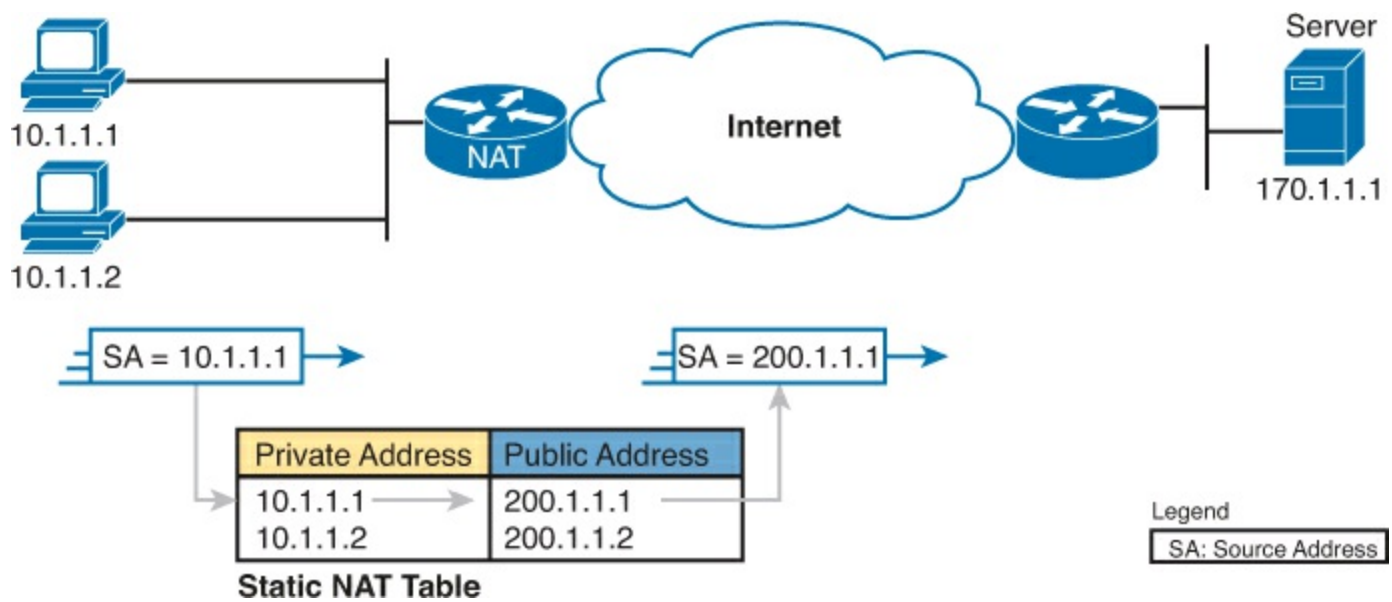 Server
10.1.1.1
NAT
Internet
170.1.1.1
10.1.1.2
SA = 10.1.1.1
SA = 200.1.1.1
Private Address Public Address
10.1.1.1 200.1.1.1
10.1.1.2 200.1.1.2
Static NAT Table
Legend
SA: Source Address